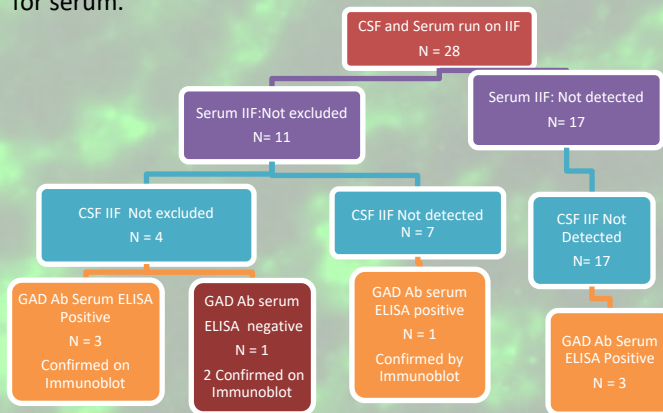 for serum.
CSF and Serum run on IIF
N = 28
Serum IIF:Not excluded
N= 11
Serum IIF: Not detected
N= 17
CSF IIF Not excluded
N = 4
CSF IIF Not detected
N = 7
CSF IIF Not
Detected
N= 17
GAD Ab Serum ELISA
Positive
N = 3
Confirmed on
Immunoblot
GAD Ab serum
ELISA negative
N = 1
2 Confirmed on
Immunoblot
GAD Ab serum
ELISA positive
N = 1
Confirmed by
Immunoblot
GAD Ab Serum
ELISA Positive
N = 3